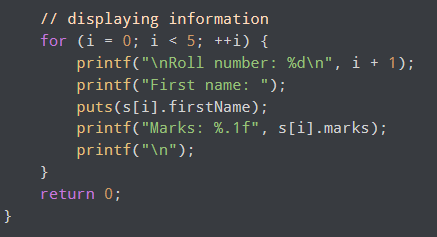 // displaying information
for (i = 0; i < 5; ++i) {
printf("\nRoll number: %d\n", i + 1);
printf("First name: ");
puts(s[i].firstName);
printf("Marks: %.1f", s[i].marks);
printf("\n");
}
return 0;
}